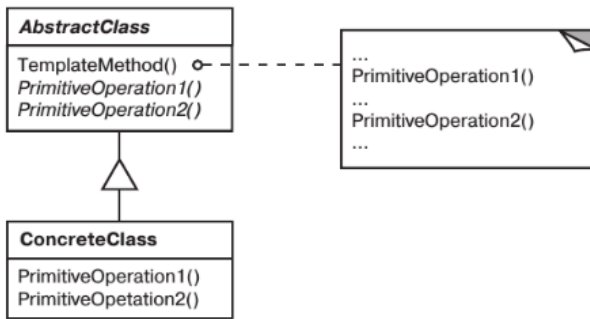 AbstractClass
TemplateMethod()
PrimitiveOperation1()
PrimitiveOperation2()
...
PrimitiveOperation1()
...
PrimitiveOperation2()
...
ConcreteClass
PrimitiveOperation1()
PrimitiveOpetation2()